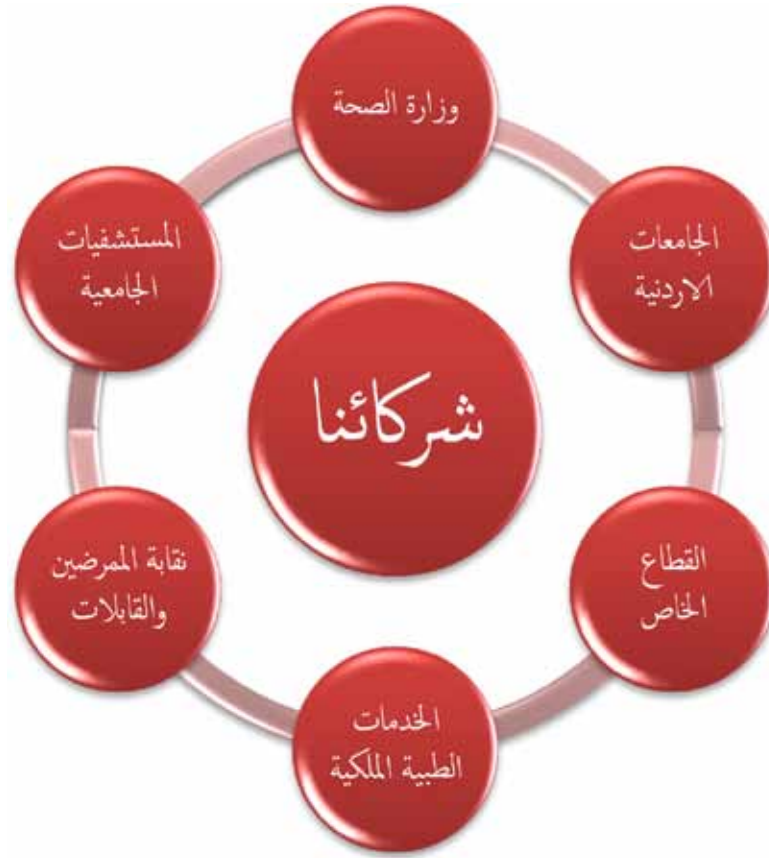 وزارة الصحة
الجامعات
الاردنية
القطاع
الخاص
الخدمات
الطبية الملكية
نقابة الممرضين
والقابلات
المستشفيات
الجامعية
شركائنا